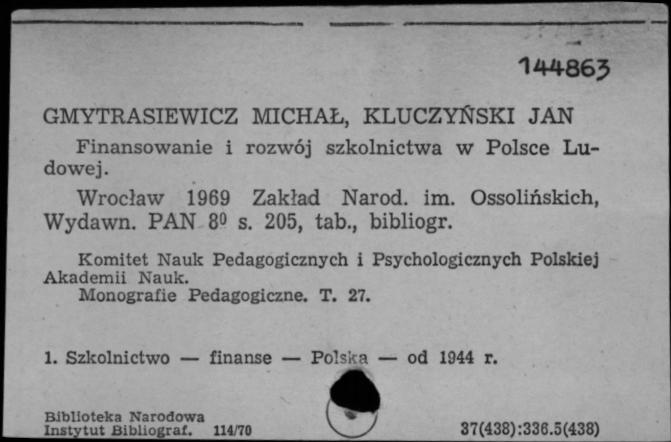 144863
GMYTRASIEWICZ MICHAŁ, KLUCZYŃSKI JAN
Finansowanie i rozwój szkolnictwa w Polsce Lu-
dowej.
Wrocław 1969 Zakład Narod. im. Ossolińskich,
Wydawn. PAN 8⁰ s. 205, tab., bibliogr.
Komitet Nauk Pedagogicznych i Psychologicznych Polskiej
Akademii Nauk.
Monografie Pedagogiczne. T. 27.
1. Szkolnictwo — finanse — Polska — od 1944 r.
Biblioteka Narodowa
Instytut Bibliograf. 114/70 37(438):336.5(438)